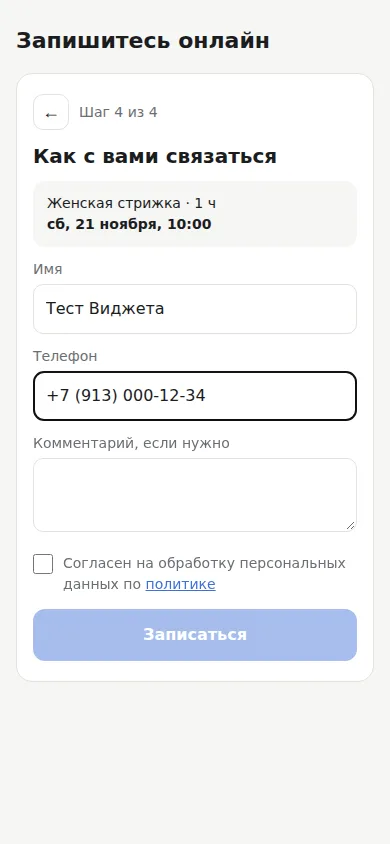 Запишитесь онлайн
←
Шаг 4 из 4
Как с вами связаться
Женская стрижка · 1 ч
сб, 21 ноября, 10:00
Имя
Тест Виджета
Телефон
+7 (913) 000-12-34
Комментарий, если нужно
Согласен на обработку персональных
данных по политике
Записаться